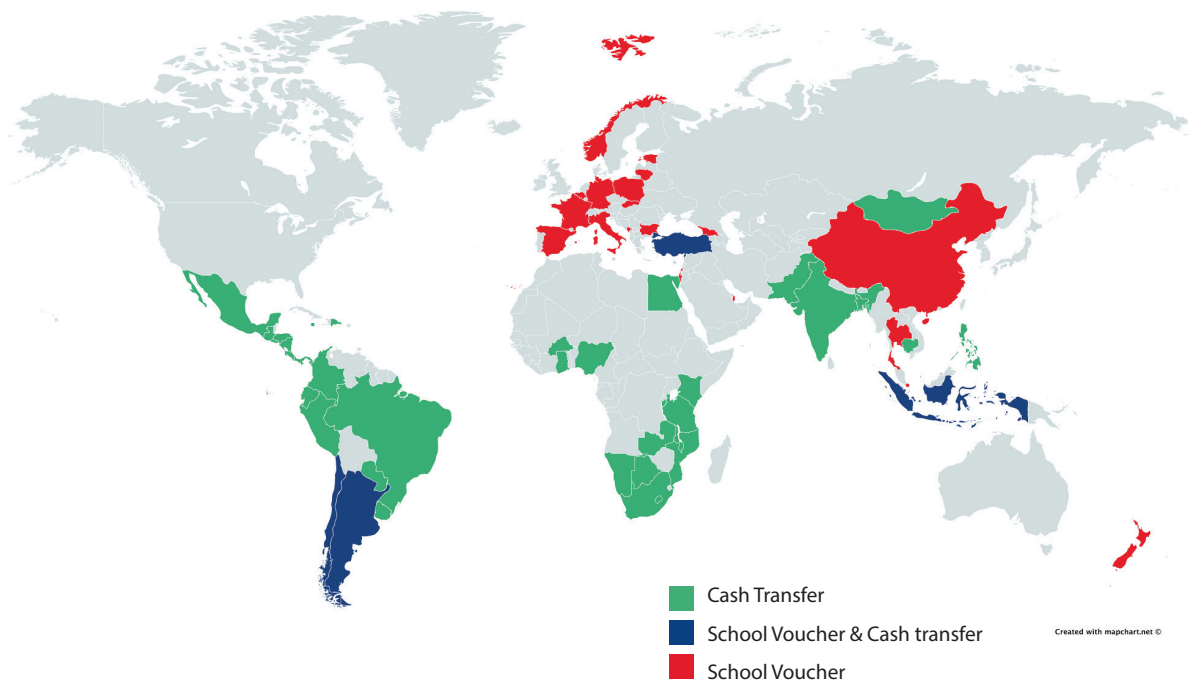 Cash Transfer
School Voucher & Cash transfer
Created with mapchart.net ©
School Voucher